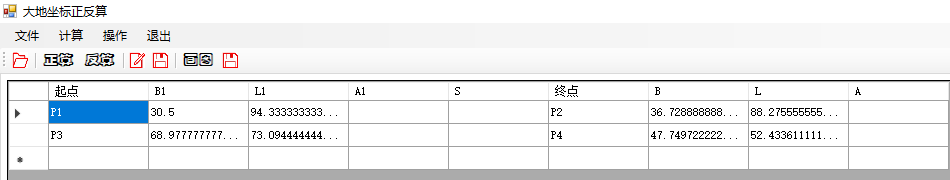 大地坐标正反算
文件 计算 操作 退出
正算 反算 画图
起点 B1 L1 A1 S 终点 B L A
P1 30.5 94.333333333... P2 36.728888888... 88.275555555...
P3 68.977777777... 73.094444444... P4 47.749722222... 52.433611111...